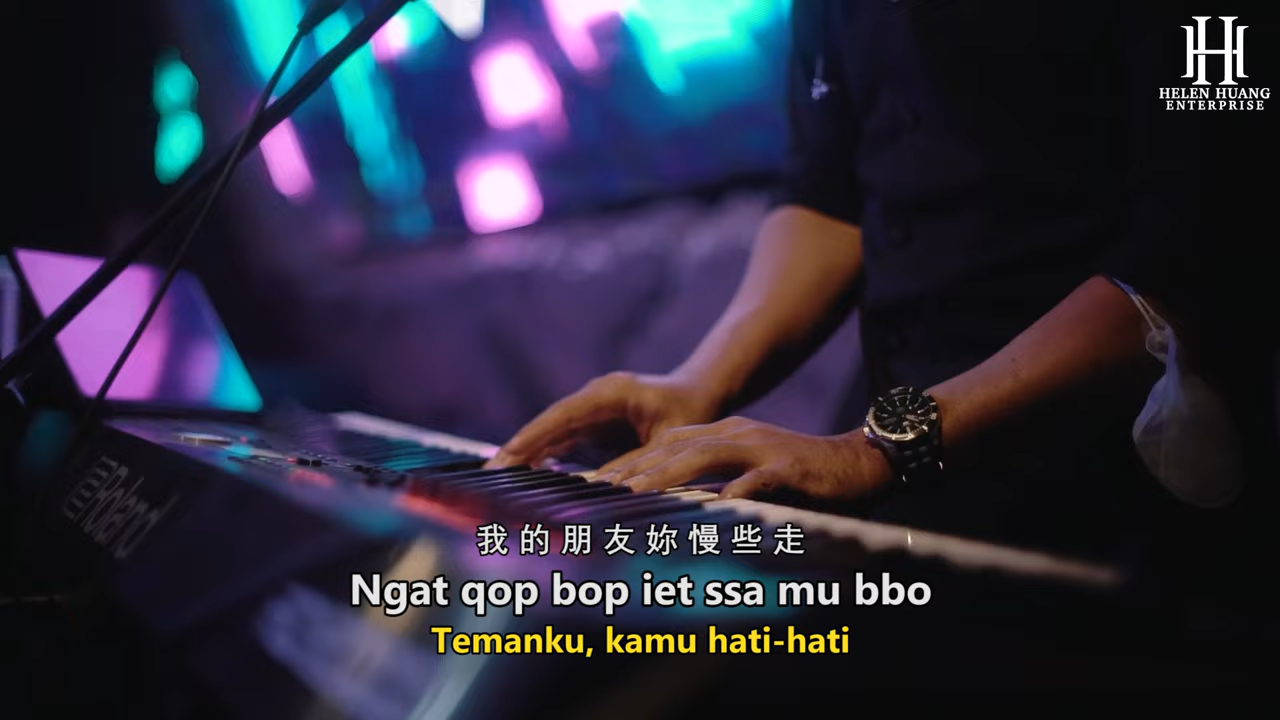 HELEN HUANG
ENTERPRISE
Roland
我的朋友妳慢些走
Ngat qop bop iet ssa mu bbo
Temanku, kamu hati-hati